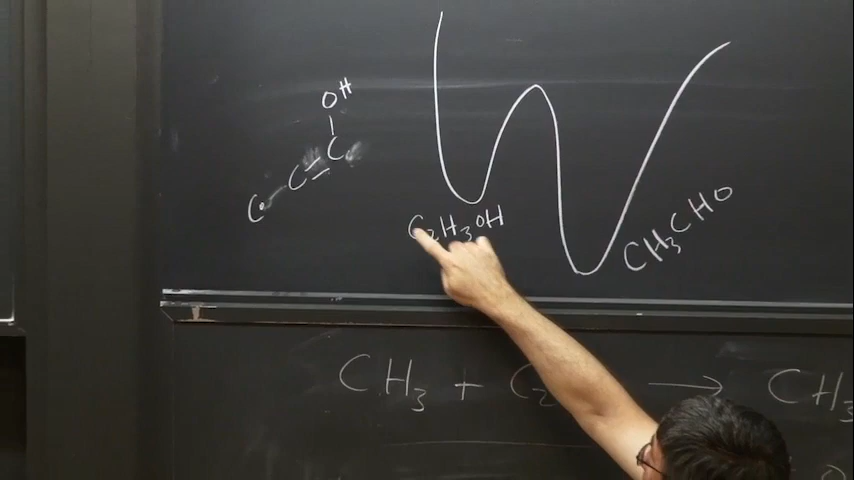 OH
C
C = C
C₂H₃OH
CH₃CHO
CH₃ + C₂ → CH₃